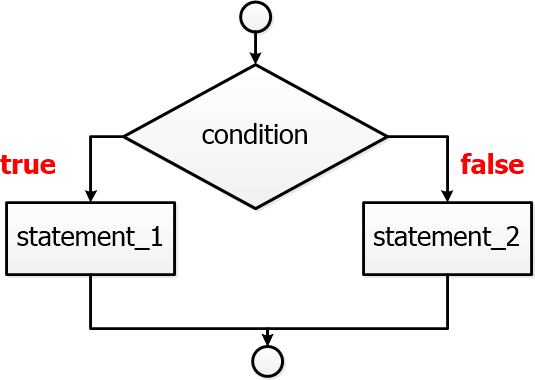 condition
true
false
statement_1
statement_2